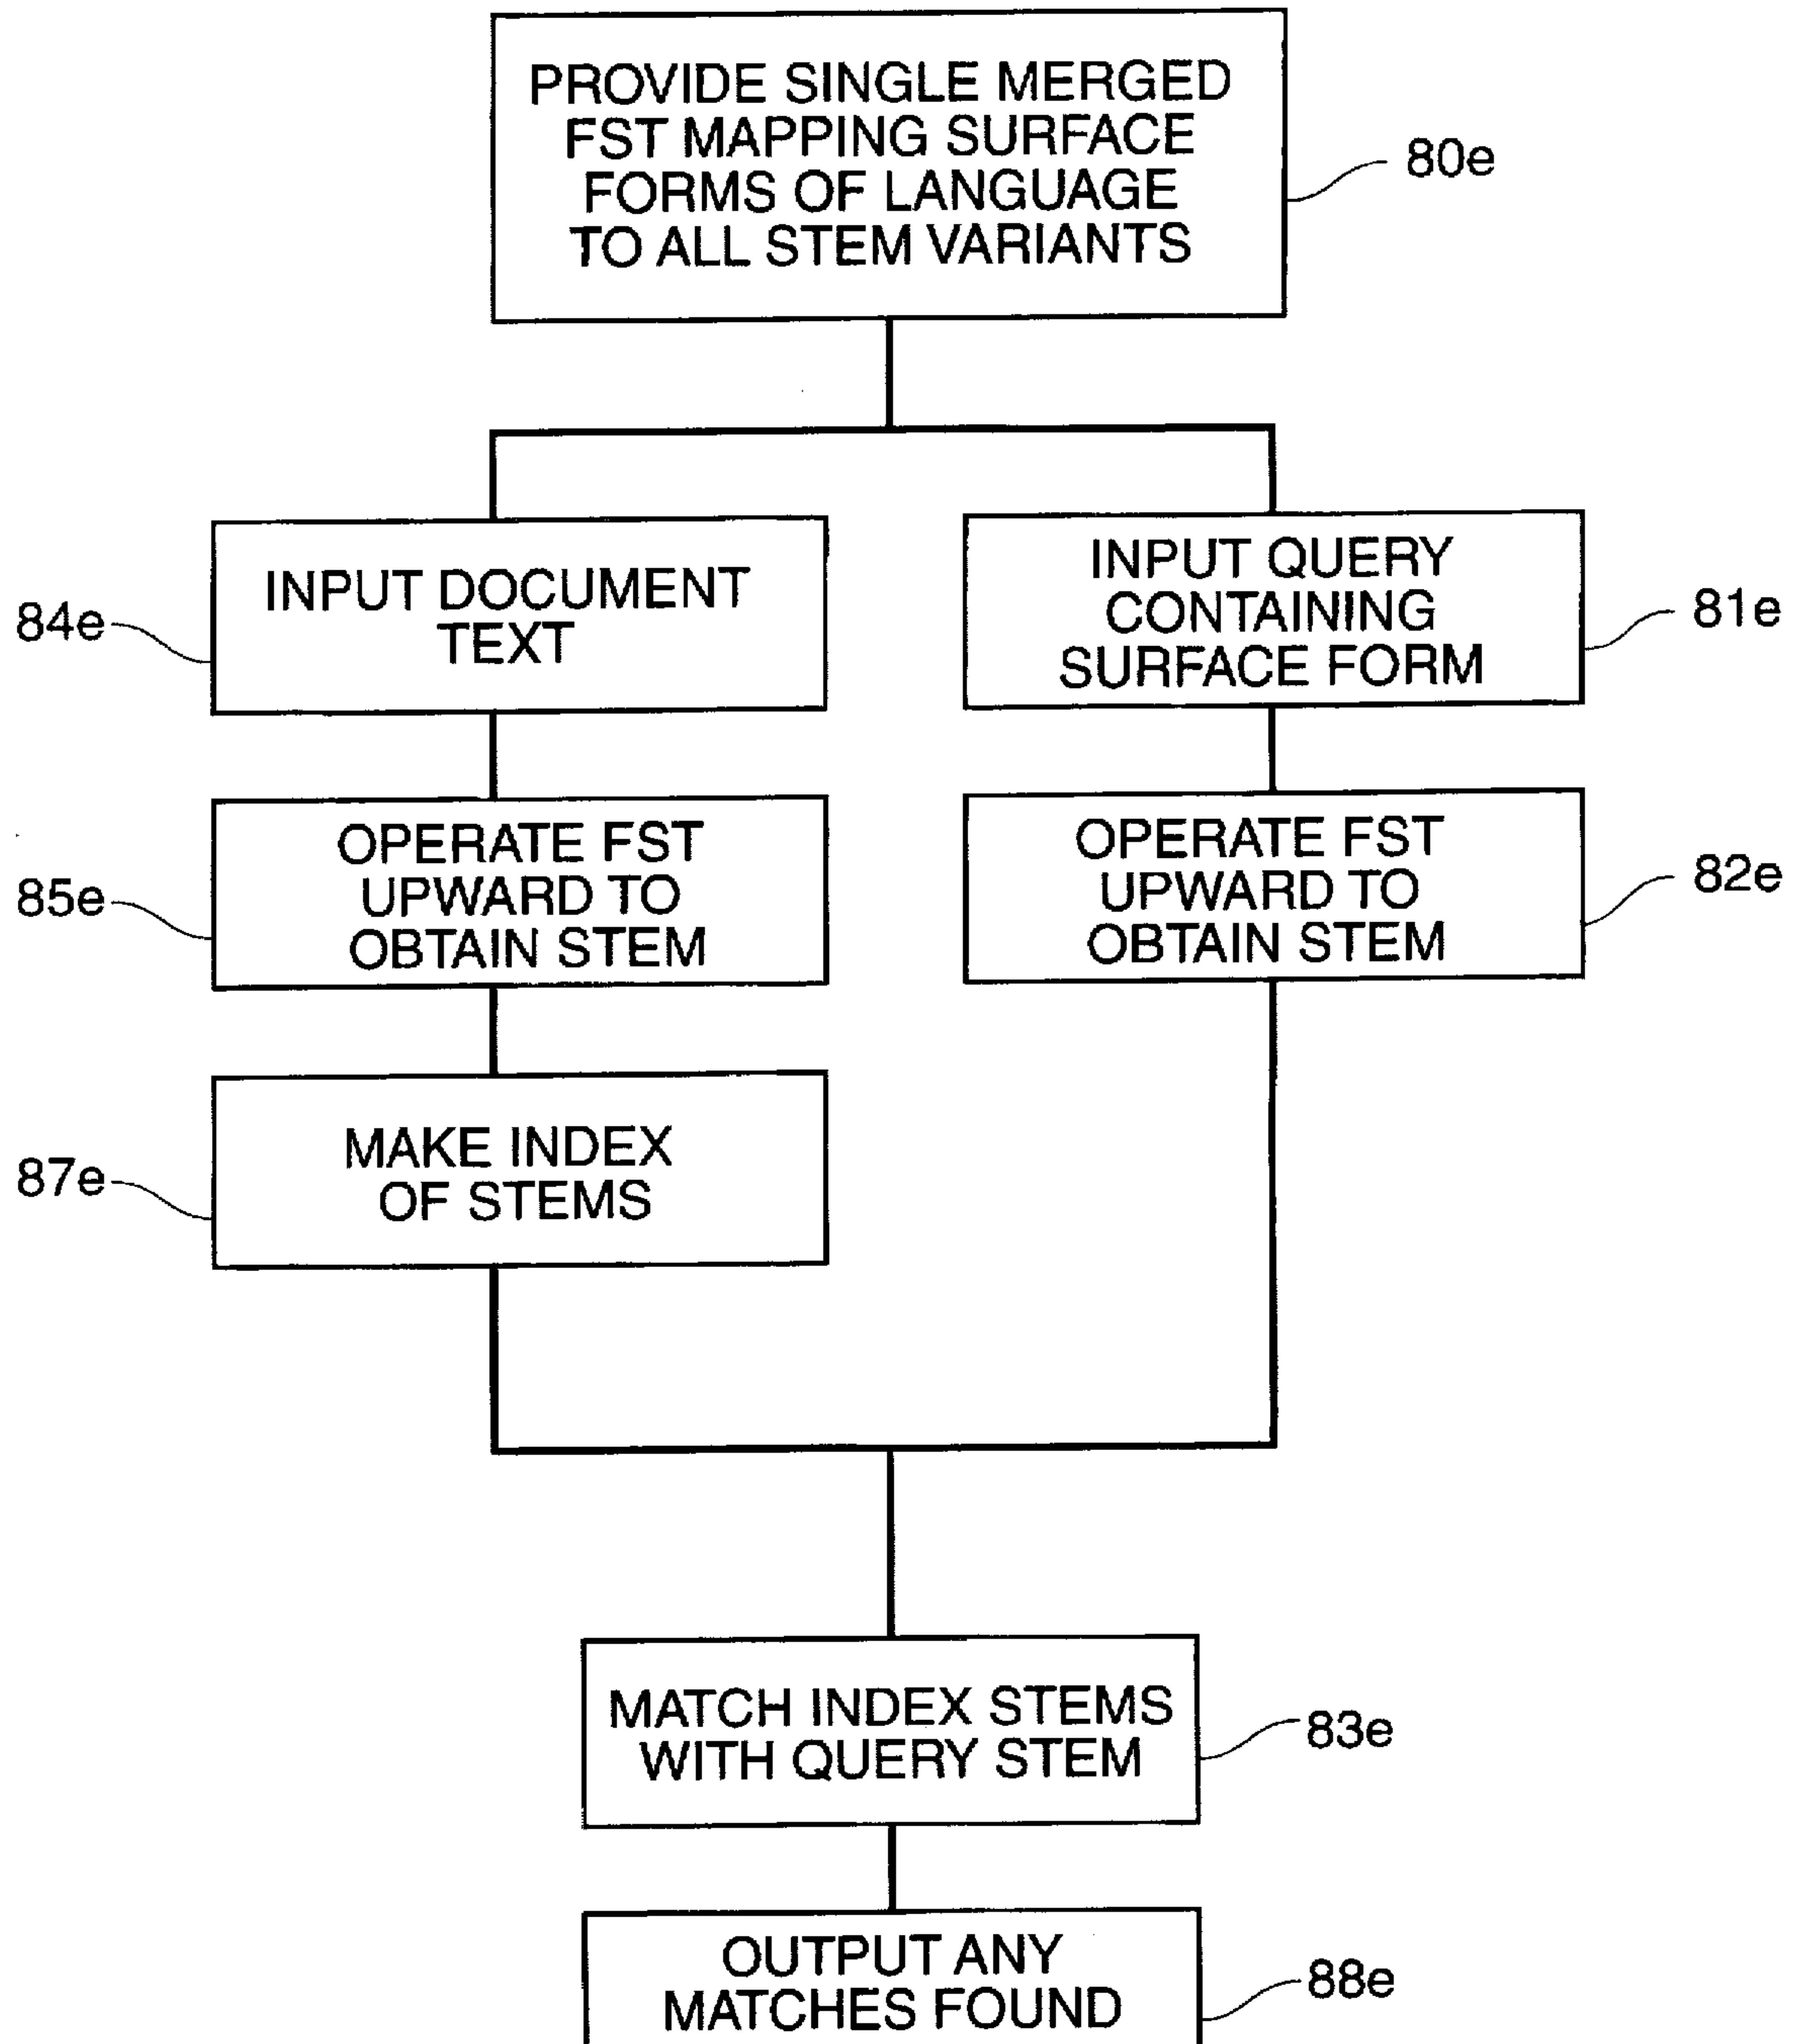 PROVIDE SINGLE MERGED
FST MAPPING SURFACE
FORMS OF LANGUAGE
TO ALL STEM VARIANTS
80e
INPUT DOCUMENT
TEXT
84e
INPUT QUERY
CONTAINING
SURFACE FORM
81e
OPERATE FST
UPWARD TO
OBTAIN STEM
85e
OPERATE FST
UPWARD TO
OBTAIN STEM
82e
MAKE INDEX
OF STEMS
87e
MATCH INDEX STEMS
WITH QUERY STEM
83e
OUTPUT ANY
MATCHES FOUND
88e